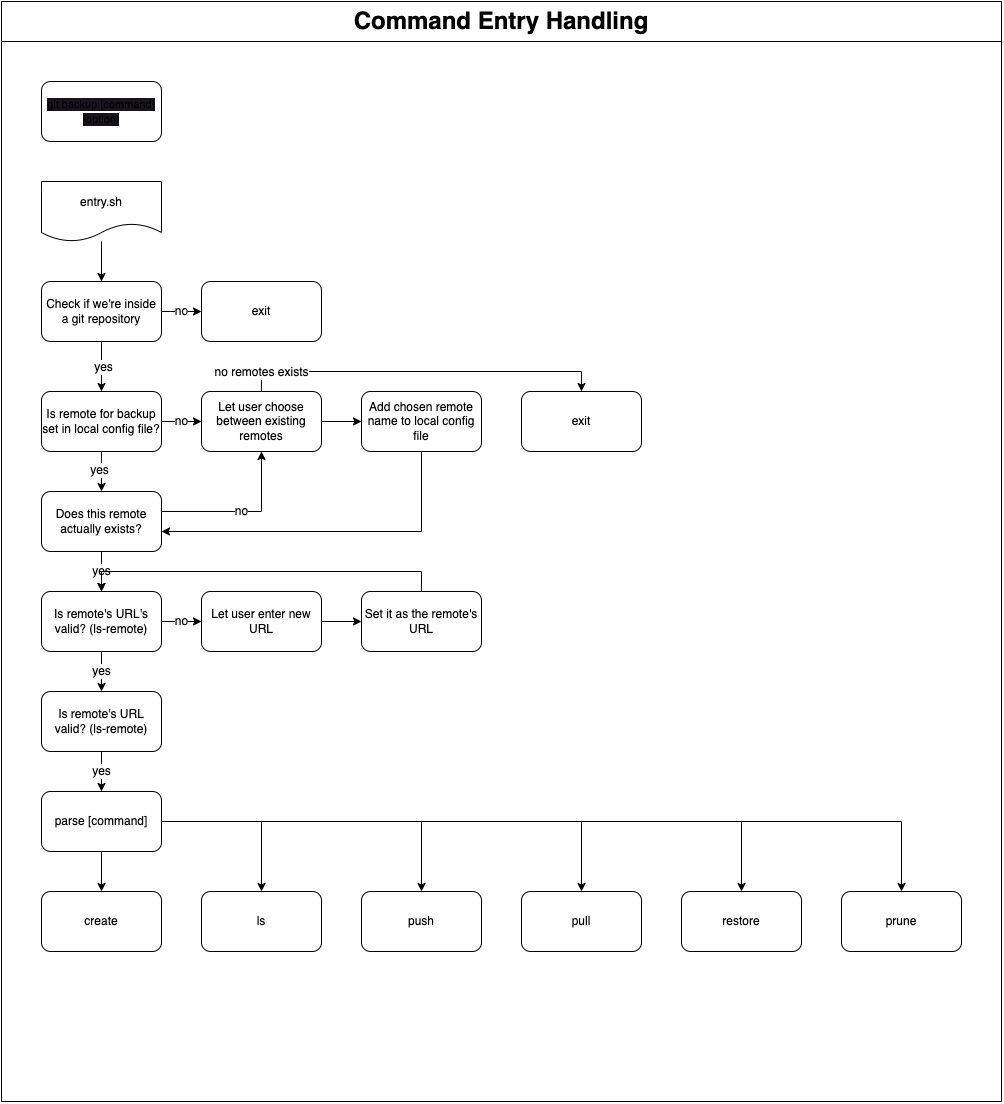 Command Entry Handling
git backup [command]
[option]
entry.sh
Check if we're inside
a git repository
no
exit
yes
no remotes exists
Is remote for backup
set in local config file?
no
Let user choose
between existing
remotes
Add chosen remote
name to local config
file
exit
yes
Does this remote
actually exists?
no
yes
Is remote's URL's
valid? (ls-remote)
no
Let user enter new
URL
Set it as the remote's
URL
yes
Is remote's URL
valid? (ls-remote)
yes
parse [command]
create
ls
push
pull
restore
prune